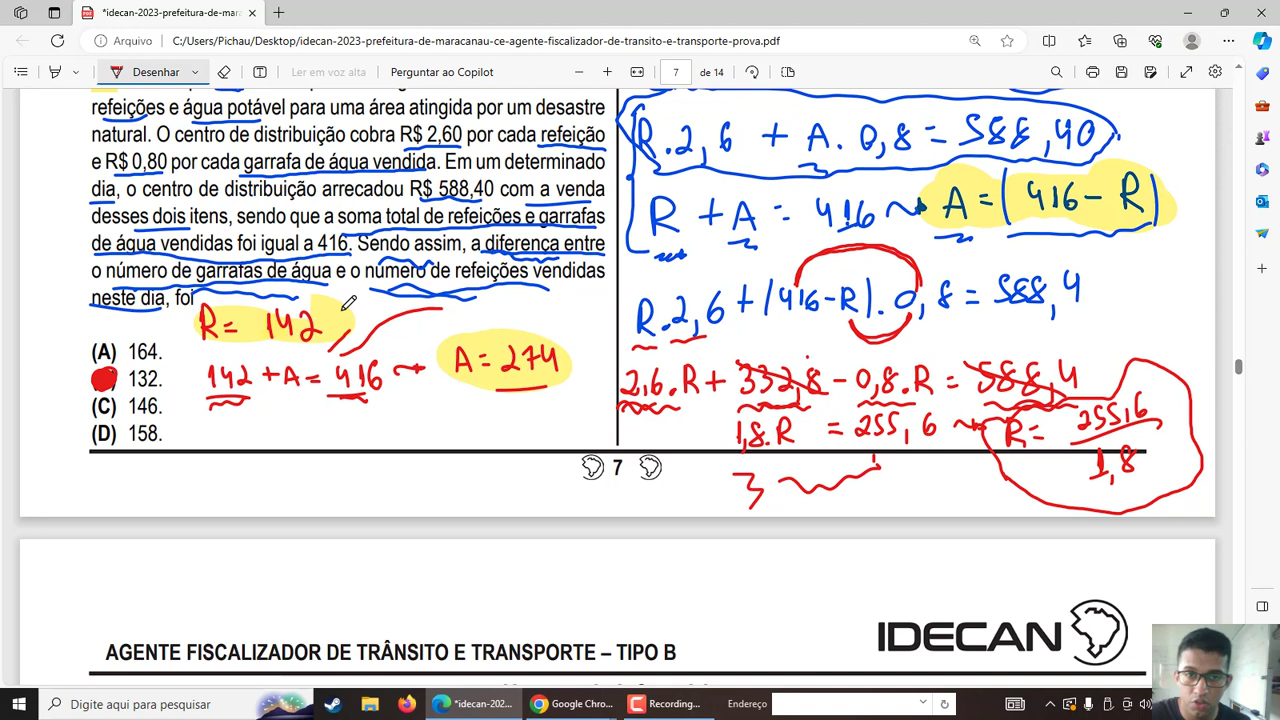 *idecan-2023-prefeitura-de-mara
Arquivo
C:/Users/Pichau/Desktop/idecan-2023-prefeitura-de-maracanau-ce-agente-fiscalizador-de-transito-e-transporte-prova.pdf
Desenhar
Ler em voz alta
Perguntar ao Copilot
7
de 14
refeições e água potável para uma área atingida por um desastre
natural. O centro de distribuição cobra R$ 2,60 por cada refeição
e R$ 0,80 por cada garrafa de água vendida. Em um determinado
dia, o centro de distribuição arrecadou R$ 588,40 com a venda
desses dois itens, sendo que a soma total de refeições e garrafas
de água vendidas foi igual a 416. Sendo assim, a diferença entre
o número de garrafas de água e o número de refeições vendidas
neste dia, foi
R = 142
142 + A = 416
A = 274
(A) 164.
132.
(C) 146.
(D) 158.
R.2,6 + A.0,8 = 588,40
R + A = 416
A = (416 - R)
R.2,6 + (416 - R).0,8 = 588,4
2,6.R + 332,8 - 0,8.R = 588,4
1,8.R = 255,6
R = 255,6
1,8
7
IDECAN
AGENTE FISCALIZADOR DE TRÂNSITO E TRANSPORTE – TIPO B
Digite aqui para pesquisar
*idecan-202...
Google Chro...
Recording...
Endereço